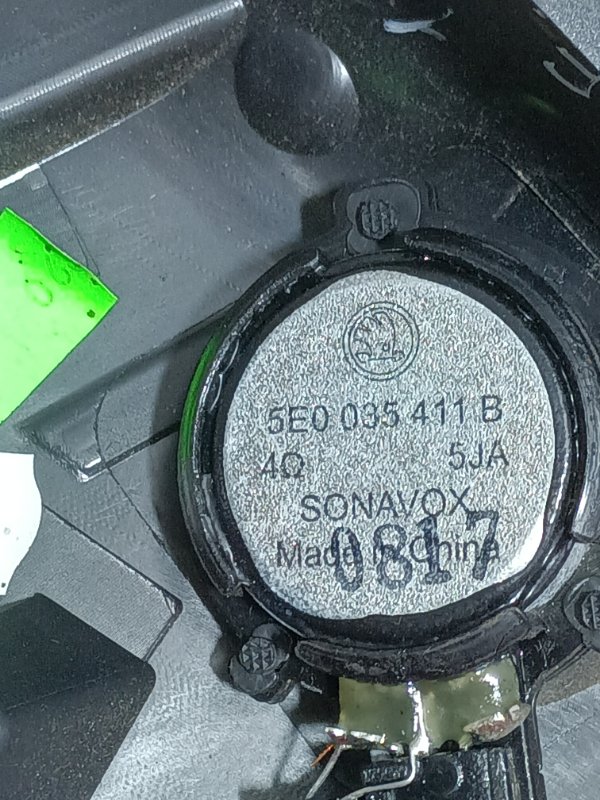 5E0 035 411 B
4Ω 5JA
SONAVOX
Made in China
0817